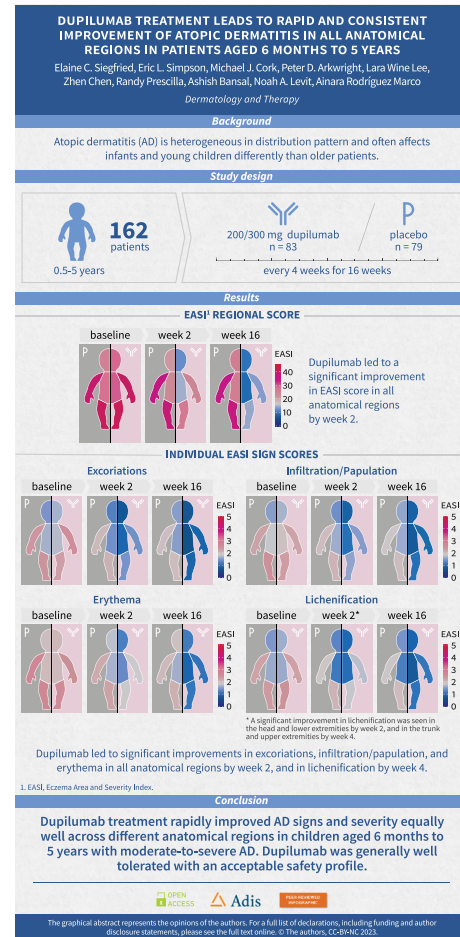 DUPILUMAB TREATMENT LEADS TO RAPID AND CONSISTENT
IMPROVEMENT OF ATOPIC DERMATITIS IN ALL ANATOMICAL
REGIONS IN PATIENTS AGED 6 MONTHS TO 5 YEARS
Elaine C. Siegfried, Eric L. Simpson, Michael J. Cork, Peter D. Arkwright, Lara Wine Lee,
Zhen Chen, Randy Prescilla, Ashish Bansal, Noah A. Levit, Ainara Rodríguez Marco
Dermatology and Therapy
Background
Atopic dermatitis (AD) is heterogeneous in distribution pattern and often affects
infants and young children differently than older patients.
Study design
162
patients
0.5-5 years
200/300 mg dupilumab
n = 83
P
placebo
n = 79
every 4 weeks for 16 weeks
Results
EASI¹ REGIONAL SCORE
baseline week 2 week 16
P P P
EASI
40
30
20
10
0
Dupilumab led to a
significant improvement
in EASI score in all
anatomical regions
by week 2.
INDIVIDUAL EASI SIGN SCORES
Excoriations
baseline week 2 week 16
P P P
EASI
5
4
3
2
1
0
Infiltration/Papulation
baseline week 2 week 16
P P P
EASI
5
4
3
2
1
0
Erythema
baseline week 2 week 16
P P P
EASI
5
4
3
2
1
0
Lichenification
baseline week 2* week 16
P P P
EASI
5
4
3
2
1
0
* A significant improvement in lichenification was seen in
the head and lower extremities by week 2, and in the trunk
and upper extremities by week 4.
Dupilumab led to significant improvements in excoriations, infiltration/papulation, and
erythema in all anatomical regions by week 2, and in lichenification by week 4.
1. EASI, Eczema Area and Severity Index.
Conclusion
Dupilumab treatment rapidly improved AD signs and severity equally
well across different anatomical regions in children aged 6 months to
5 years with moderate-to-severe AD. Dupilumab was generally well
tolerated with an acceptable safety profile.
OPEN
ACCESS
Adis
PEER-REVIEWED
INFOGRAPHIC
The graphical abstract represents the opinions of the authors. For a full list of declarations, including funding and author
disclosure statements, please see the full text online. © The authors, CC-BY-NC 2023.